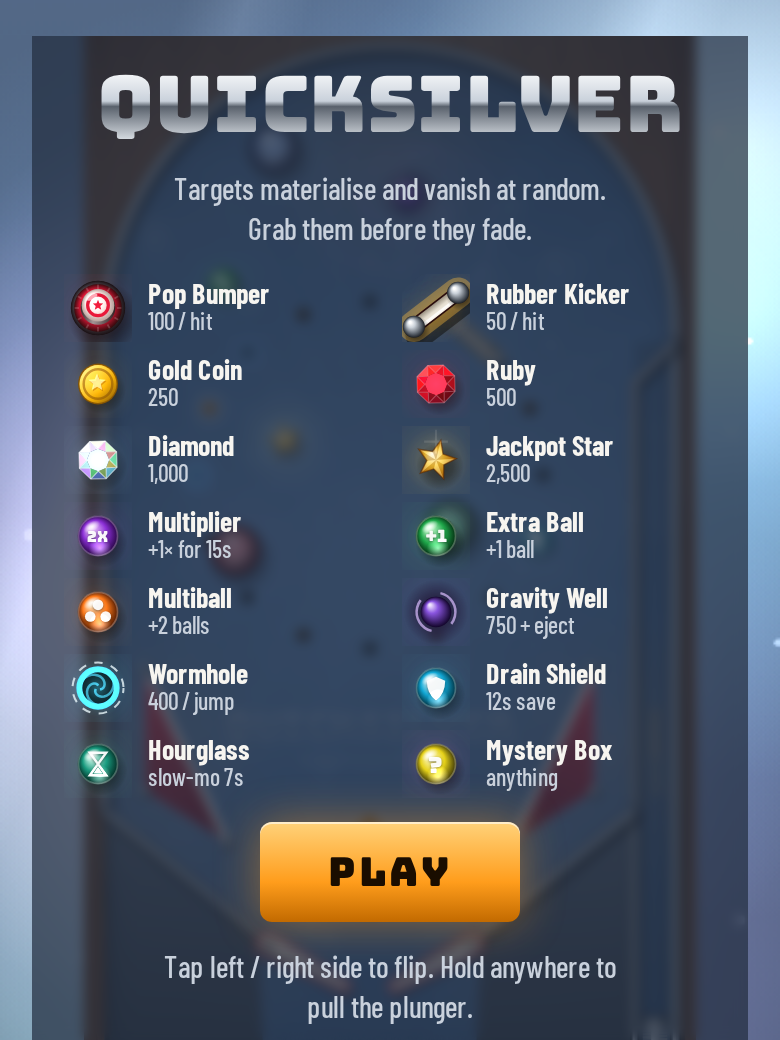 QUICKSILVER
Targets materialise and vanish at random.
Grab them before they fade.
Pop Bumper
100 / hit
Rubber Kicker
50 / hit
Gold Coin
250
Ruby
500
Diamond
1,000
Jackpot Star
2,500
2X
Multiplier
+1× for 15s
+1
Extra Ball
+1 ball
Multiball
+2 balls
Gravity Well
750 + eject
Wormhole
400 / jump
Drain Shield
12s save
Hourglass
slow-mo 7s
?
Mystery Box
anything
PLAY
Tap left / right side to flip. Hold anywhere to
pull the plunger.